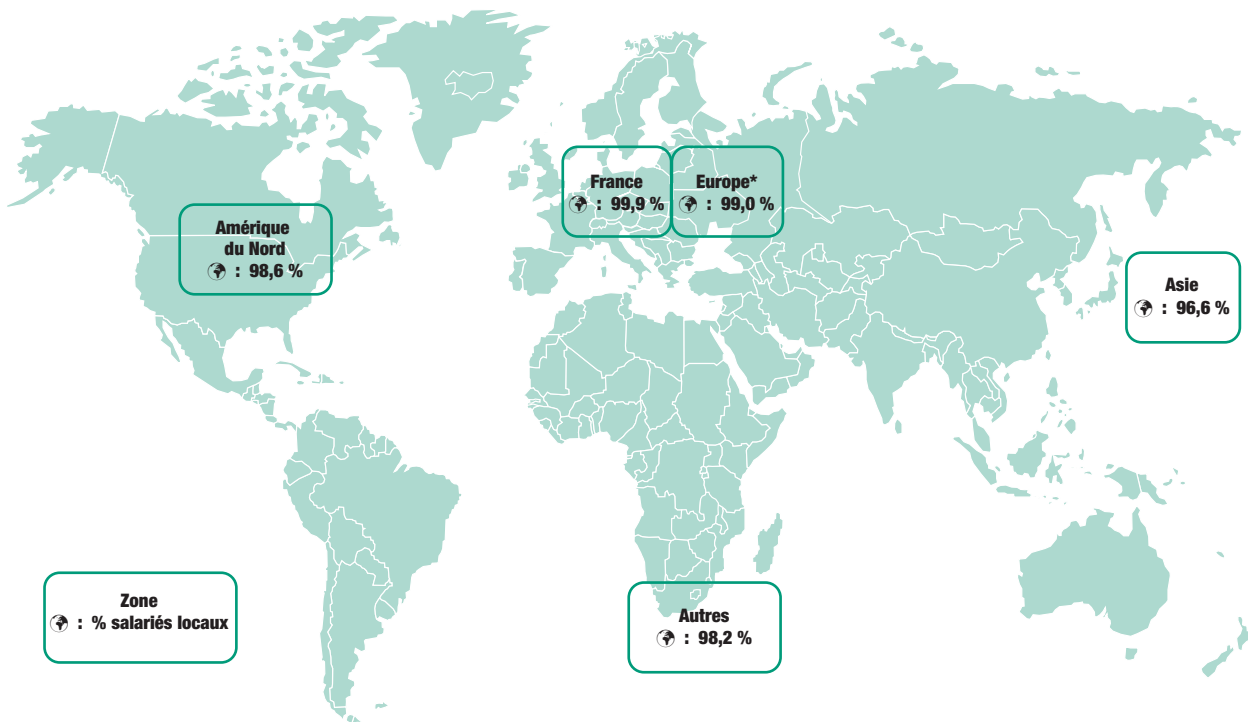 France
: 99,9 %
Europe*
: 99,0 %
Amérique
du Nord
: 98,6 %
Asie
: 96,6 %
Zone
: % salariés locaux
Autres
: 98,2 %